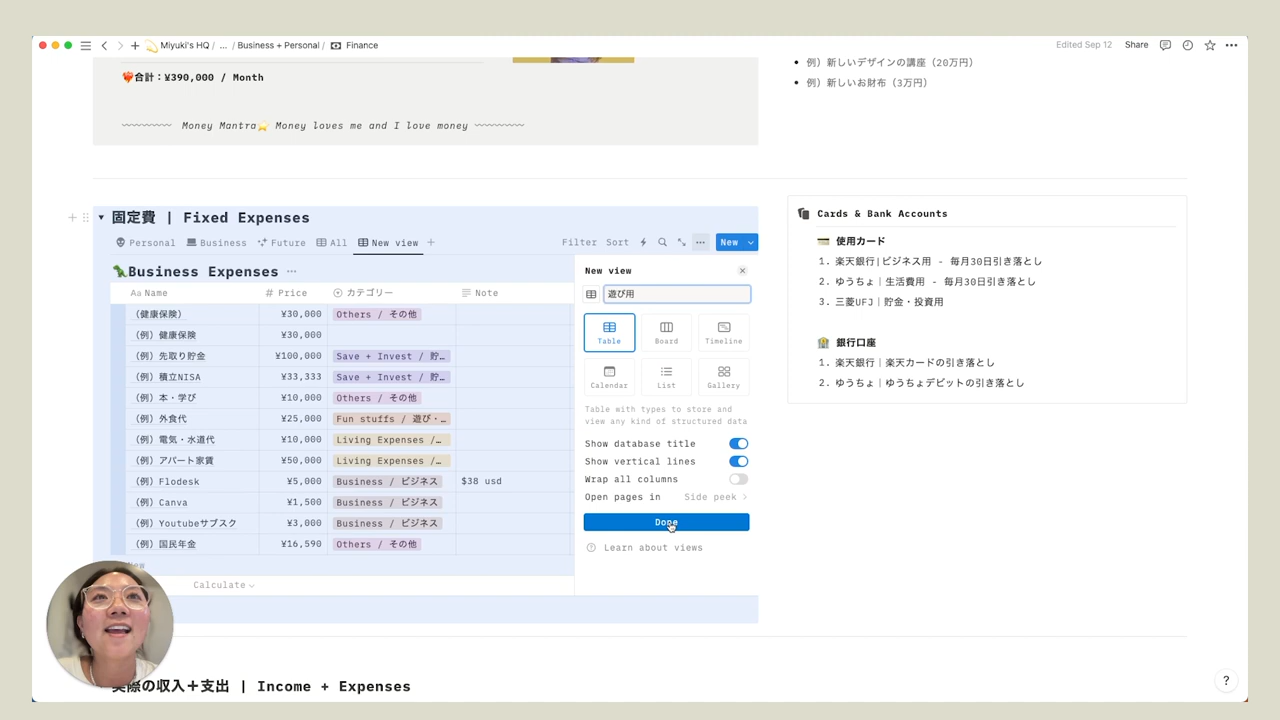 Miyuki's HQ / ... / Business + Personal / Finance
Edited Sep 12 Share
合計：¥390,000 / Month
Money Mantra Money loves me and I love money
例）新しいデザインの講座（20万円）
例）新しいお財布（3万円）
固定費 | Fixed Expenses
Personal Business Future All New view
Filter Sort New
Business Expenses
Name Price カテゴリー Note
（健康保険） ¥30,000 Others / その他
（例）健康保険 ¥30,000
（例）先取り貯金 ¥100,000 Save + Invest / 貯…
（例）積立NISA ¥33,333 Save + Invest / 貯…
（例）本・学び ¥10,000 Others / その他
（例）外食代 ¥25,000 Fun stuffs / 遊び・…
（例）電気・水道代 ¥10,000 Living Expenses /…
（例）アパート家賃 ¥50,000 Living Expenses /…
（例）Flodesk ¥5,000 Business / ビジネス $38 usd
（例）Canva ¥1,500 Business / ビジネス
（例）Youtubeサブスク ¥3,000 Business / ビジネス
（例）国民年金 ¥16,590 Others / その他
Calculate
New view
遊び用
Table Board Timeline
Calendar List Gallery
Table with types to store and
view any kind of structured data
Show database title
Show vertical lines
Wrap all columns
Open pages in Side peek
Done
Learn about views
Cards & Bank Accounts
使用カード
1. 楽天銀行|ビジネス用 - 毎月30日引き落とし
2. ゆうちょ｜生活費用 - 毎月30日引き落とし
3. 三菱UFJ｜貯金・投資用
銀行口座
1. 楽天銀行｜楽天カードの引き落とし
2. ゆうちょ｜ゆうちょデビットの引き落とし
実際の収入＋支出 | Income + Expenses
?